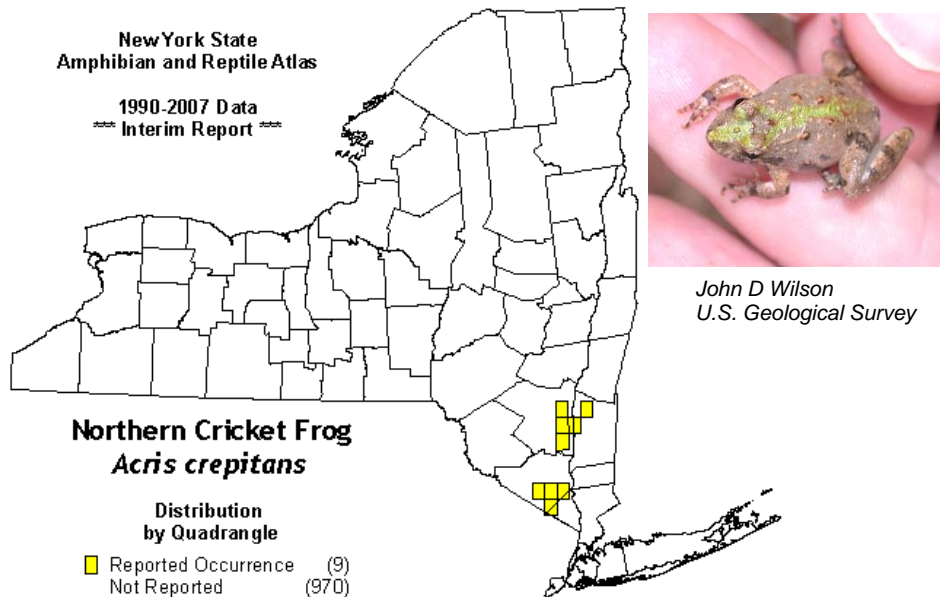 New York State
Amphibian and Reptile Atlas
1990-2007 Data
*** Interim Report ***
John D Wilson
U.S. Geological Survey
Northern Cricket Frog
Acris crepitans
Distribution
by Quadrangle
Reported Occurrence (9)
Not Reported (970)